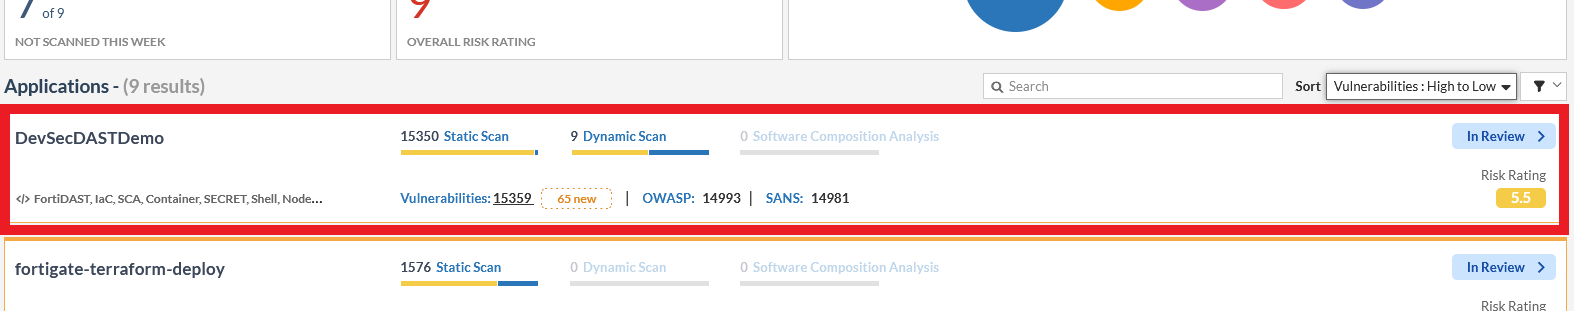 7 of 9
9
NOT SCANNED THIS WEEK
OVERALL RISK RATING
Applications - (9 results)
Search
Sort
Vulnerabilities : High to Low
DevSecDASTDemo
15350 Static Scan
9 Dynamic Scan
0 Software Composition Analysis
In Review
Risk Rating
5.5
</> FortiDAST, IaC, SCA, Container, SECRET, Shell, Node...
Vulnerabilities: 15359
65 new
| OWASP: 14993 | SANS: 14981
fortigate-terraform-deploy
1576 Static Scan
0 Dynamic Scan
0 Software Composition Analysis
In Review
Risk Rating